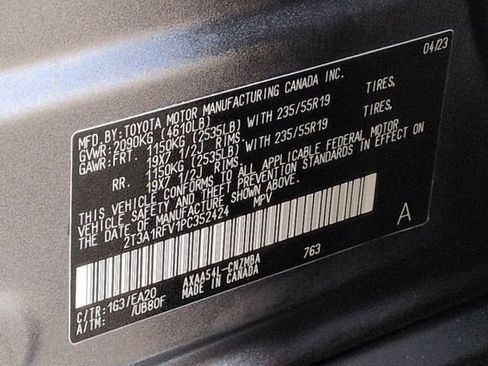 MFD.BY:TOYOTA MOTOR MANUFACTURING CANADA INC. 04/23
GVWR:2090KG (4610LB)
GAWR:FRT. 1150KG (2535LB) WITH 235/55R19 TIRES,
19X7 1/2J RIMS
RR. 1150KG (2535LB) WITH 235/55R19 TIRES,
19X7 1/2J RIMS
THIS VEHICLE CONFORMS TO ALL APPLICABLE FEDERAL MOTOR
VEHICLE SAFETY AND THEFT PREVENTION STANDARDS IN EFFECT ON
THE DATE OF MANUFACTURE SHOWN ABOVE.
2T3A1RFV1PC352424 MPV A
C/TR:1G3/EA20 AXAA54L-CNZMBA 763
A/TM: /UB80F MADE IN CANADA